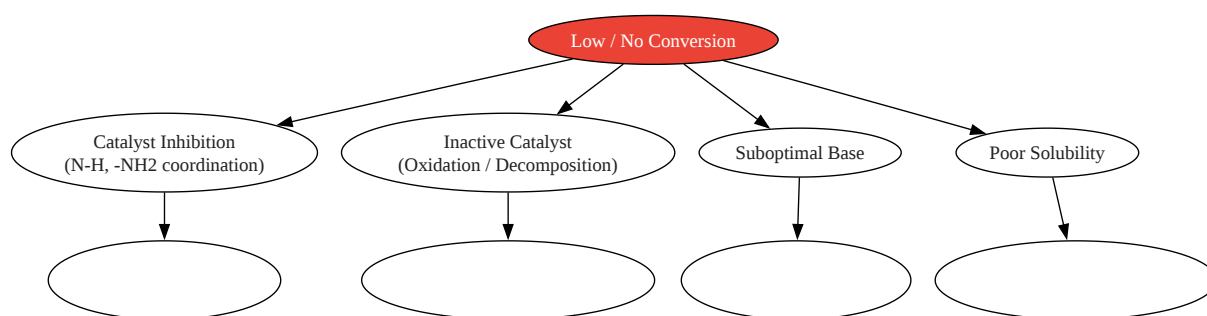 Low / No Conversion
Catalyst Inhibition
(N-H, -NH2 coordination)
Inactive Catalyst
(Oxidation / Decomposition)
Suboptimal Base
Poor Solubility